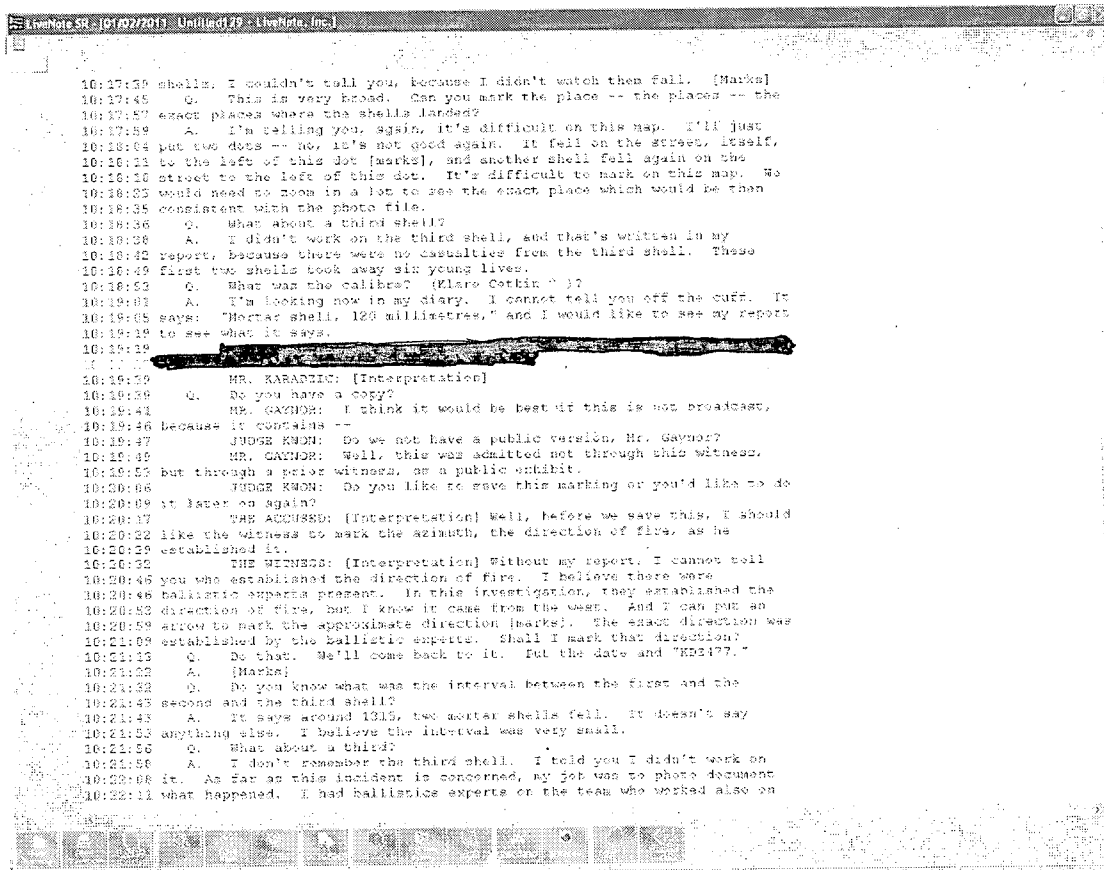 LiveNote SR - [01/02/2011 Untitled129 - LiveNote, Inc.]
10:17:39 shells, I couldn't tell you, because I didn't watch them fall. [Marks]
10:17:45 Q. This is very broad. Can you mark the place -- the places -- the
10:17:57 exact places where the shells landed?
10:17:59 A. I'm telling you, again, it's difficult on this map. I'll just
10:18:04 put two dots -- no, it's not good again. It fell on the street, itself,
10:18:11 to the left of this dot [marks], and another shell fell again on the
10:18:18 street to the left of this dot. It's difficult to mark on this map. We
10:18:23 would need to zoom in a lot to see the exact place which would be then
10:18:35 consistent with the photo file.
10:18:36 Q. What about a third shell?
10:18:38 A. I didn't work on the third shell, and that's written in my
10:18:42 report, because there were no casualties from the third shell. These
10:18:49 first two shells took away six young lives.
10:18:53 Q. What was the calibre? (Klare Cetkin ^ )?
10:19:01 A. I'm looking now in my diary. I cannot tell you off the cuff. It
10:19:05 says: "Mortar shell, 120 millimetres," and I would like to see my report
10:19:19 to see what it says.
10:19:19
10:19:39 MR. KARADZIC: [Interpretation]
10:19:39 Q. Do you have a copy?
10:19:41 MR. GAYNOR: I think it would be best if this is not broadcast,
10:19:46 because it contains --
10:19:47 JUDGE KWON: Do we not have a public version, Mr. Gaynor?
10:19:49 MR. GAYNOR: Well, this was admitted not through this witness,
10:19:53 but through a prior witness, as a public exhibit.
10:20:06 JUDGE KWON: Do you like to save this marking or you'd like to do
10:20:09 it later on again?
10:20:17 THE ACCUSED: [Interpretation] Well, before we save this, I should
10:20:22 like the witness to mark the azimuth, the direction of fire, as he
10:20:29 established it.
10:20:32 THE WITNESS: [Interpretation] Without my report, I cannot tell
10:20:46 you who established the direction of fire. I believe there were
10:20:46 ballistic experts present. In this investigation, they established the
10:20:53 direction of fire, but I know it came from the west. And I can put an
10:20:59 arrow to mark the approximate direction [marks]. The exact direction was
10:21:09 established by the ballistic experts. Shall I mark that direction?
10:21:13 Q. Do that. We'll come back to it. Put the date and "KDZ477."
10:21:22 A. [Marks]
10:21:32 Q. Do you know what was the interval between the first and the
10:21:43 second and the third shell?
10:21:43 A. It says around 1315, two mortar shells fell. It doesn't say
10:21:53 anything else. I believe the interval was very small.
10:21:56 Q. What about a third?
10:21:58 A. I don't remember the third shell. I told you I didn't work on
10:22:08 it. As far as this incident is concerned, my job was to photo document
10:22:11 what happened. I had ballistics experts on the team who worked also on